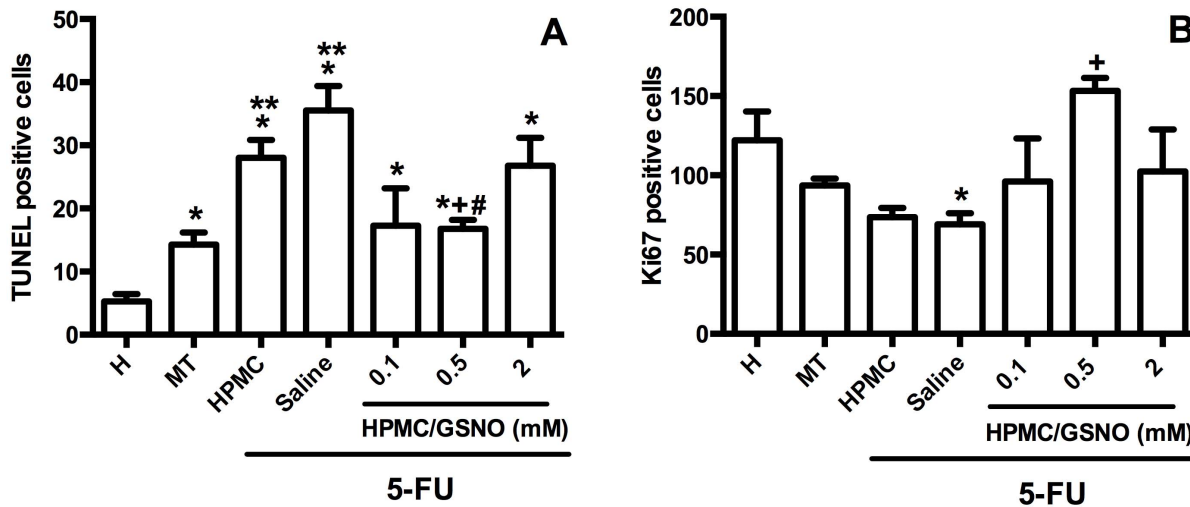 A
TUNEL positive cells
50
40
30
20
10
0
*
**
*
**
*
*
*+#
*
H
MT
HPMC
Saline
0.1
0.5
2
HPMC/GSNO (mM)
5-FU
B
Ki67 positive cells
200
150
100
50
0
*
+
H
MT
HPMC
Saline
0.1
0.5
2
HPMC/GSNO (mM)
5-FU